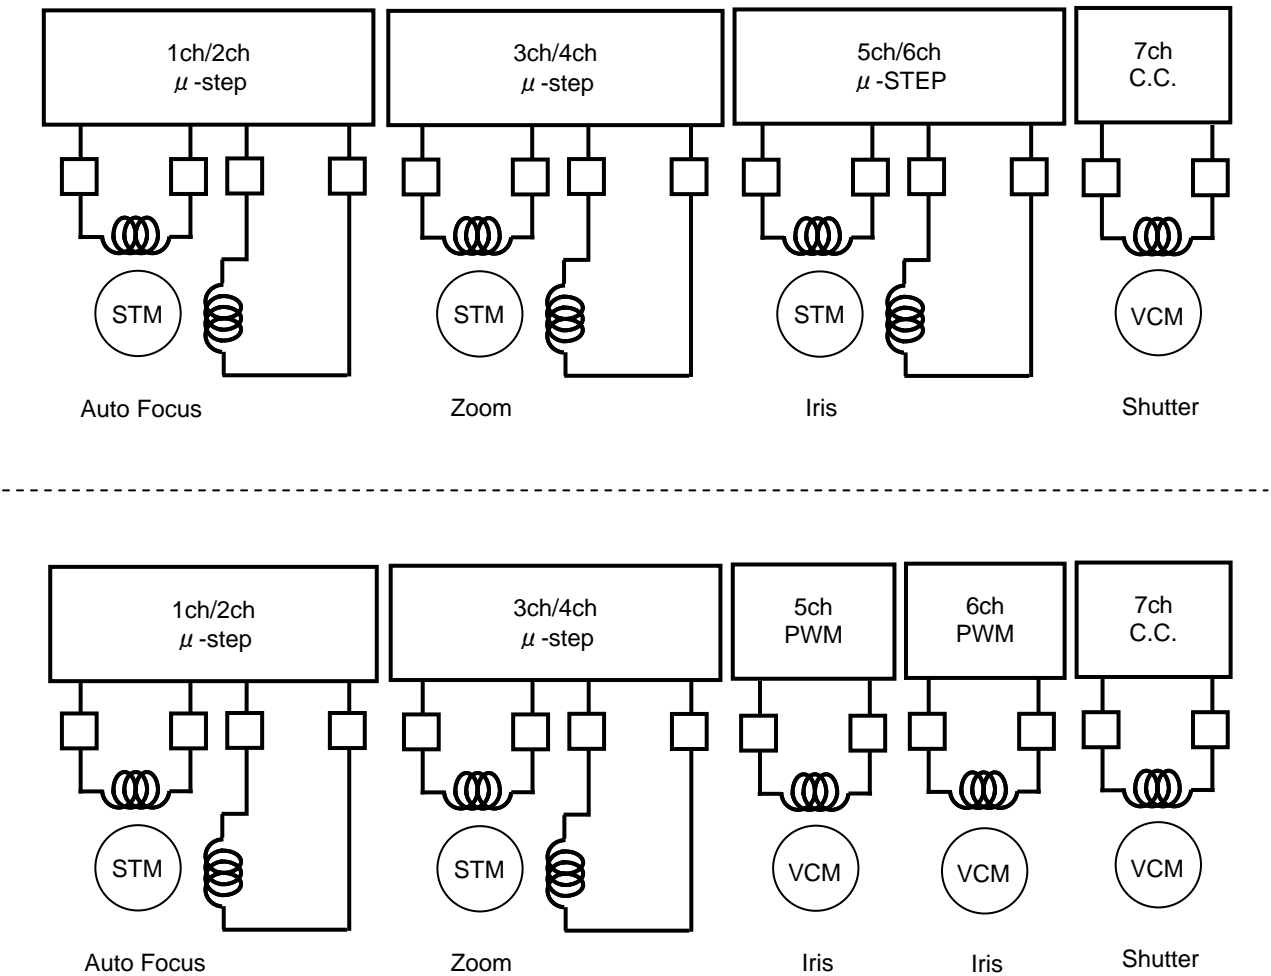 1ch/2ch
μ-step
3ch/4ch
μ-step
5ch/6ch
μ-STEP
7ch
C.C.
STM
STM
STM
VCM
Auto Focus
Zoom
Iris
Shutter
1ch/2ch
μ-step
3ch/4ch
μ-step
5ch
PWM
6ch
PWM
7ch
C.C.
STM
STM
VCM
VCM
VCM
Auto Focus
Zoom
Iris
Iris
Shutter